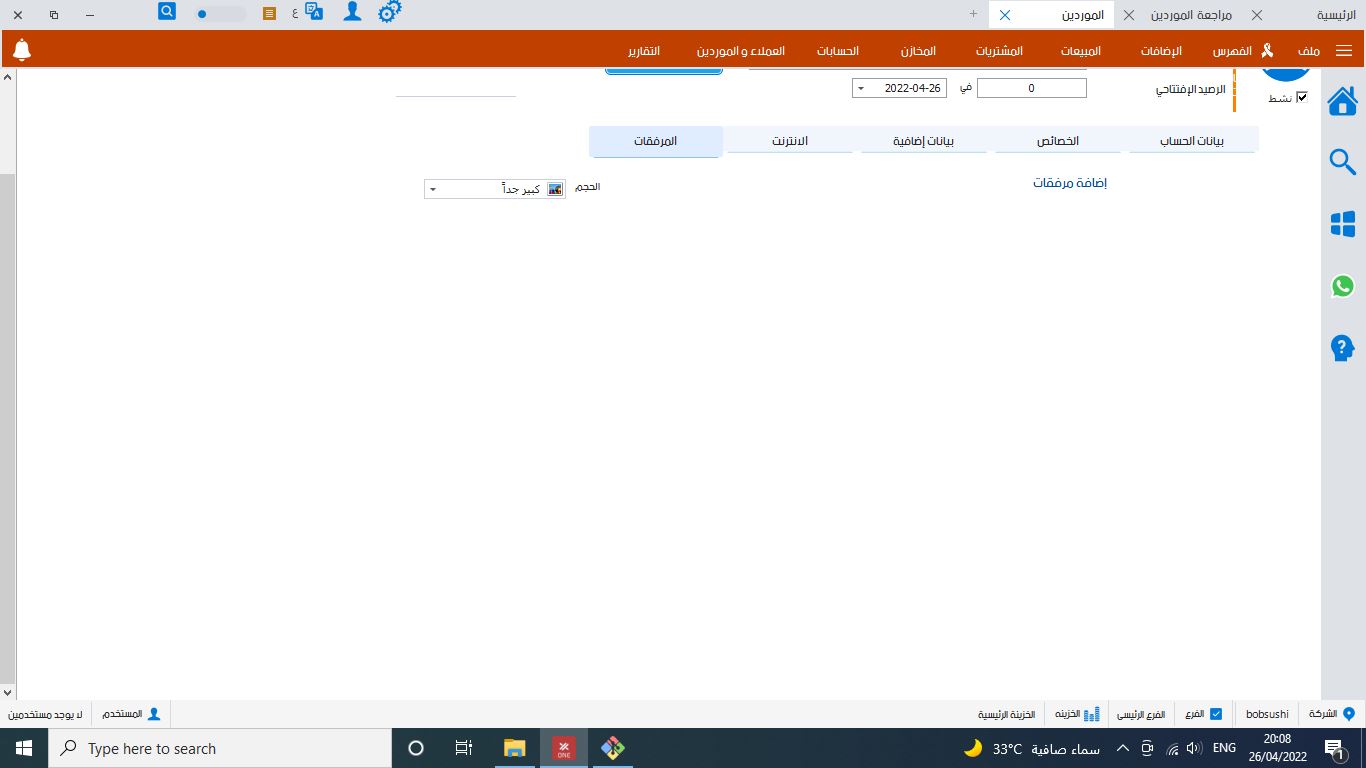 الرئيسية
مراجعة الموردين
الموردين
ع
ملف
الفهرس
الإضافات
المبيعات
المشتريات
المخازن
الحسابات
العملاء و الموردين
التقارير
نشط
الرصيد الإفتتاحي
0
في
2022-04-26
بيانات الحساب
الخصائص
بيانات إضافية
الانترنت
المرفقات
إضافة مرفقات
الحجم
كبير جداً
الشركة
bobsushi
الفرع
الفرع الرئيسي
الخزينه
الخزينة الرئيسية
المستخدم
لا يوجد مستخدمين
Type here to search
ONE
33°C سماء صافية
ENG
20:08
26/04/2022
1